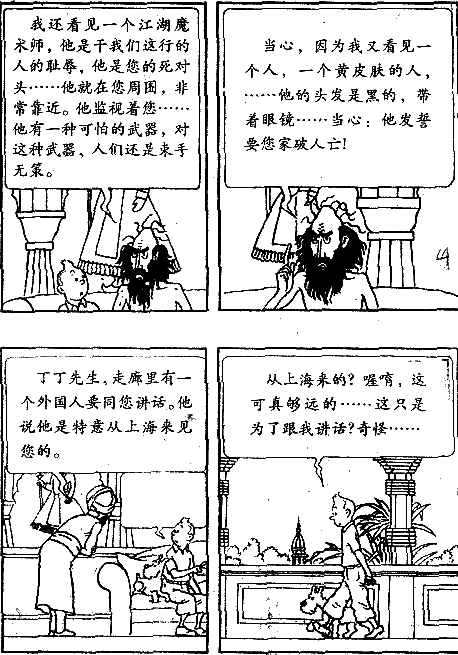 我还看见一个江湖魔
术师，他是干我们这行的
人的耻辱，他是您的死对
头……他就在您周围，非
常靠近。他监视着您……
他有一种可怕的武器，对
这种武器、人们还是束手
无策。
当心，因为我又看见一
个人，一个黄皮肤的人，
……他的头发是黑的，带
着眼镜……当心：他发誓
要您家破人亡！
丁丁先生，走廊里有一
个外国人要同您讲话。他
说他是特意从上海来见
您的。
从上海来的？喔唷，这
可真够远的……这只是
为了跟我讲话？奇怪……